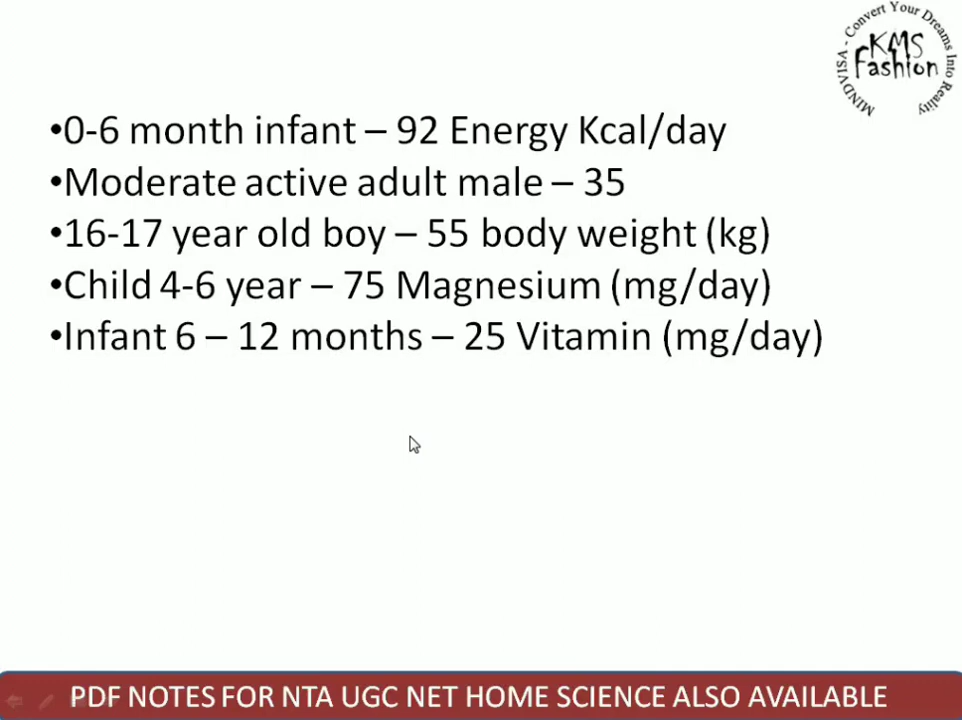 MINDVISA - Convert Your Dreams Into Reality
KMS
Fashion
•0-6 month infant – 92 Energy Kcal/day
•Moderate active adult male – 35
•16-17 year old boy – 55 body weight (kg)
•Child 4-6 year – 75 Magnesium (mg/day)
•Infant 6 – 12 months – 25 Vitamin (mg/day)
PDF NOTES FOR NTA UGC NET HOME SCIENCE ALSO AVAILABLE